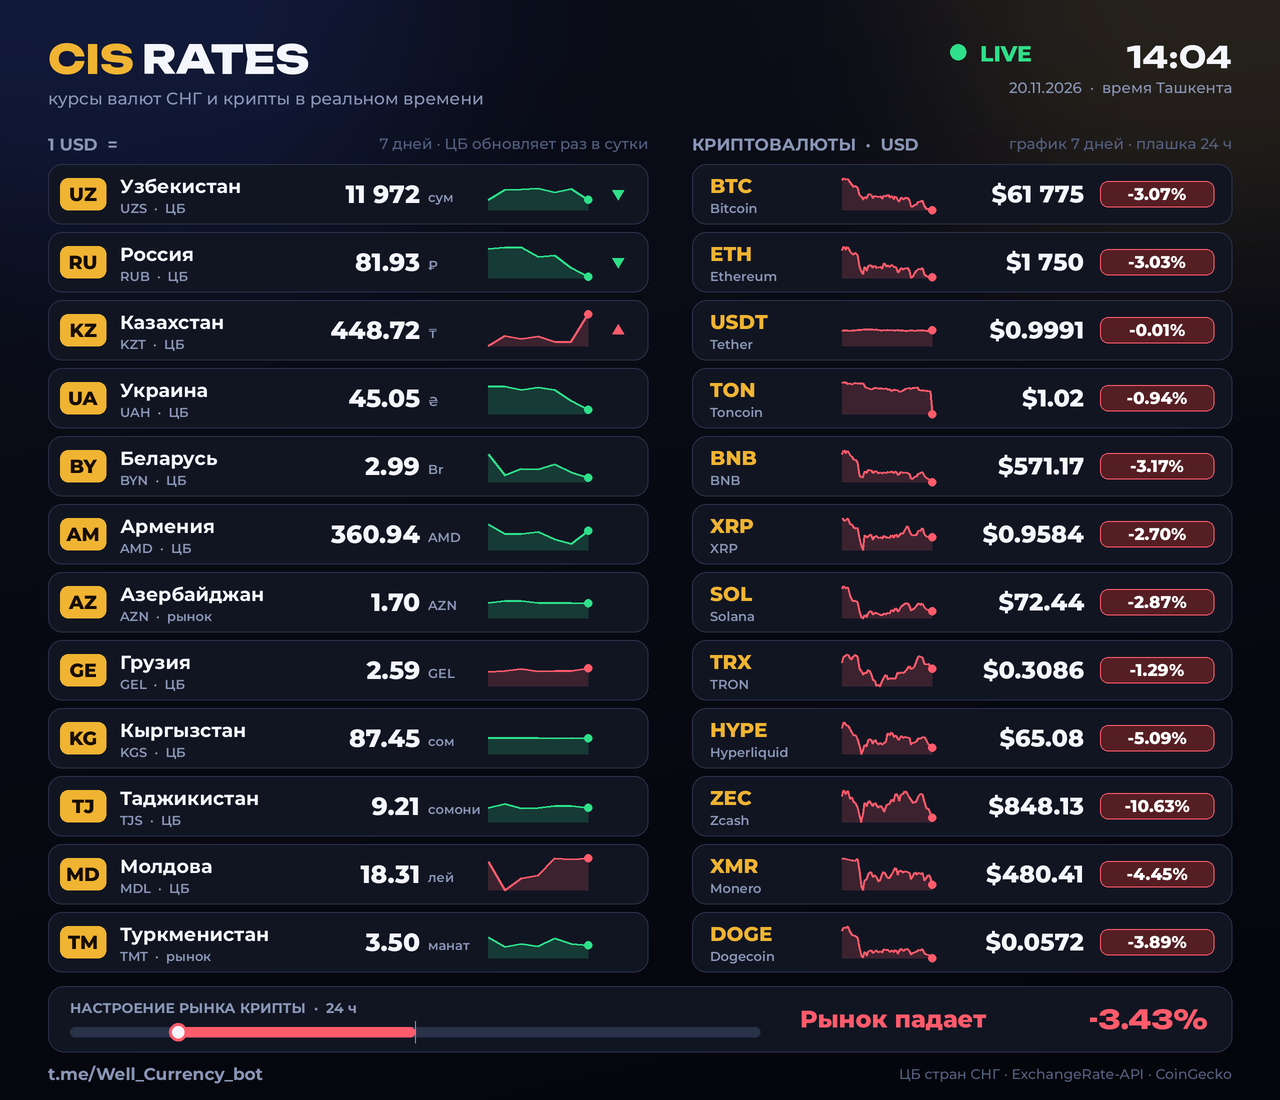 CIS RATES
курсы валют СНГ и крипты в реальном времени
LIVE 14:04
20.11.2026 · время Ташкента
1 USD = 7 дней · ЦБ обновляет раз в сутки
UZ Узбекистан 11 972 сум
UZS · ЦБ
RU Россия 81.93 ₽
RUB · ЦБ
KZ Казахстан 448.72 ₸
KZT · ЦБ
UA Украина 45.05 ₴
UAH · ЦБ
BY Беларусь 2.99 Br
BYN · ЦБ
AM Армения 360.94 AMD
AMD · ЦБ
AZ Азербайджан 1.70 AZN
AZN · рынок
GE Грузия 2.59 GEL
GEL · ЦБ
KG Кыргызстан 87.45 сом
KGS · ЦБ
TJ Таджикистан 9.21 сомони
TJS · ЦБ
MD Молдова 18.31 лей
MDL · ЦБ
TM Туркменистан 3.50 манат
TMT · рынок
КРИПТОВАЛЮТЫ · USD график 7 дней · плашка 24 ч
BTC $61 775 -3.07%
Bitcoin
ETH $1 750 -3.03%
Ethereum
USDT $0.9991 -0.01%
Tether
TON $1.02 -0.94%
Toncoin
BNB $571.17 -3.17%
BNB
XRP $0.9584 -2.70%
XRP
SOL $72.44 -2.87%
Solana
TRX $0.3086 -1.29%
TRON
HYPE $65.08 -5.09%
Hyperliquid
ZEC $848.13 -10.63%
Zcash
XMR $480.41 -4.45%
Monero
DOGE $0.0572 -3.89%
Dogecoin
НАСТРОЕНИЕ РЫНКА КРИПТЫ · 24 ч
Рынок падает -3.43%
t.me/Well_Currency_bot
ЦБ стран СНГ · ExchangeRate-API · CoinGecko